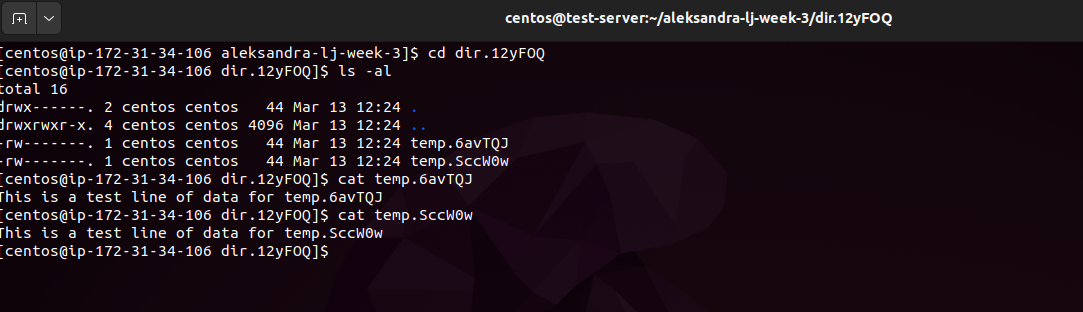 centos@test-server:~/aleksandra-lj-week-3/dir.12yFOQ
[centos@ip-172-31-34-106 aleksandra-lj-week-3]$ cd dir.12yFOQ
[centos@ip-172-31-34-106 dir.12yFOQ]$ ls -al
total 16
drwx------. 2 centos centos   44 Mar 13 12:24 .
drwxrwxr-x. 4 centos centos 4096 Mar 13 12:24 ..
-rw-------. 1 centos centos   44 Mar 13 12:24 temp.6avTQJ
-rw-------. 1 centos centos   44 Mar 13 12:24 temp.SccW0w
[centos@ip-172-31-34-106 dir.12yFOQ]$ cat temp.6avTQJ
This is a test line of data for temp.6avTQJ
[centos@ip-172-31-34-106 dir.12yFOQ]$ cat temp.SccW0w
This is a test line of data for temp.SccW0w
[centos@ip-172-31-34-106 dir.12yFOQ]$